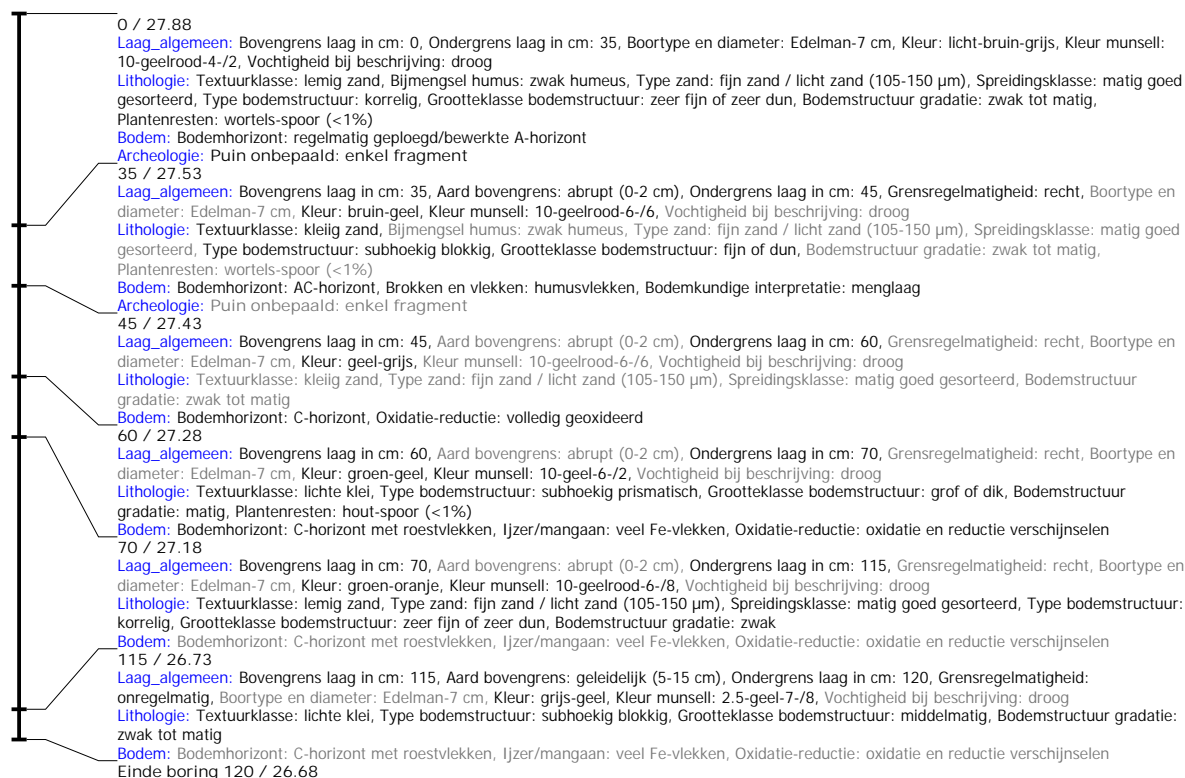 0 / 27.88
Laag_algemeen: Bovengrens laag in cm: 0, Ondergrens laag in cm: 35, Boortype en diameter: Edelman-7 cm, Kleur: licht-bruin-grijs, Kleur munsell:
10-geelrood-4-/2, Vochtigheid bij beschrijving: droog
Lithologie: Textuurklasse: lemig zand, Bijmengsel humus: zwak humeus, Type zand: fijn zand / licht zand (105-150 µm), Spreidingsklasse: matig goed
gesorteerd, Type bodemstructuur: korrelig, Grootteklasse bodemstructuur: zeer fijn of zeer dun, Bodemstructuur gradatie: zwak tot matig,
Plantenresten: wortels-spoor (<1%)
Bodem: Bodemhorizont: regelmatig geploegd/bewerkte A-horizont
Archeologie: Puin onbepaald: enkel fragment
35 / 27.53
Laag_algemeen: Bovengrens laag in cm: 35, Aard bovengrens: abrupt (0-2 cm), Ondergrens laag in cm: 45, Grensregelmatigheid: recht, Boortype en
diameter: Edelman-7 cm, Kleur: bruin-geel, Kleur munsell: 10-geelrood-6-/6, Vochtigheid bij beschrijving: droog
Lithologie: Textuurklasse: kleiig zand, Bijmengsel humus: zwak humeus, Type zand: fijn zand / licht zand (105-150 µm), Spreidingsklasse: matig goed
gesorteerd, Type bodemstructuur: subhoekig blokkig, Grootteklasse bodemstructuur: fijn of dun, Bodemstructuur gradatie: zwak tot matig,
Plantenresten: wortels-spoor (<1%)
Bodem: Bodemhorizont: AC-horizont, Brokken en vlekken: humusvlekken, Bodemkundige interpretatie: menglaag
Archeologie: Puin onbepaald: enkel fragment
45 / 27.43
Laag_algemeen: Bovengrens laag in cm: 45, Aard bovengrens: abrupt (0-2 cm), Ondergrens laag in cm: 60, Grensregelmatigheid: recht, Boortype en
diameter: Edelman-7 cm, Kleur: geel-grijs, Kleur munsell: 10-geelrood-6-/6, Vochtigheid bij beschrijving: droog
Lithologie: Textuurklasse: kleiig zand, Type zand: fijn zand / licht zand (105-150 µm), Spreidingsklasse: matig goed gesorteerd, Bodemstructuur
gradatie: zwak tot matig
Bodem: Bodemhorizont: C-horizont, Oxidatie-reductie: volledig geoxideerd
60 / 27.28
Laag_algemeen: Bovengrens laag in cm: 60, Aard bovengrens: abrupt (0-2 cm), Ondergrens laag in cm: 70, Grensregelmatigheid: recht, Boortype en
diameter: Edelman-7 cm, Kleur: groen-geel, Kleur munsell: 10-geel-6-/2, Vochtigheid bij beschrijving: droog
Lithologie: Textuurklasse: lichte klei, Type bodemstructuur: subhoekig prismatisch, Grootteklasse bodemstructuur: grof of dik, Bodemstructuur
gradatie: matig, Plantenresten: hout-spoor (<1%)
Bodem: Bodemhorizont: C-horizont met roestvlekken, Ijzer/mangaan: veel Fe-vlekken, Oxidatie-reductie: oxidatie en reductie verschijnselen
70 / 27.18
Laag_algemeen: Bovengrens laag in cm: 70, Aard bovengrens: abrupt (0-2 cm), Ondergrens laag in cm: 115, Grensregelmatigheid: recht, Boortype en
diameter: Edelman-7 cm, Kleur: groen-oranje, Kleur munsell: 10-geelrood-6-/8, Vochtigheid bij beschrijving: droog
Lithologie: Textuurklasse: lemig zand, Type zand: fijn zand / licht zand (105-150 µm), Spreidingsklasse: matig goed gesorteerd, Type bodemstructuur:
korrelig, Grootteklasse bodemstructuur: zeer fijn of zeer dun, Bodemstructuur gradatie: zwak
Bodem: Bodemhorizont: C-horizont met roestvlekken, Ijzer/mangaan: veel Fe-vlekken, Oxidatie-reductie: oxidatie en reductie verschijnselen
115 / 26.73
Laag_algemeen: Bovengrens laag in cm: 115, Aard bovengrens: geleidelijk (5-15 cm), Ondergrens laag in cm: 120, Grensregelmatigheid:
onregelmatig, Boortype en diameter: Edelman-7 cm, Kleur: grijs-geel, Kleur munsell: 2.5-geel-7-/8, Vochtigheid bij beschrijving: droog
Lithologie: Textuurklasse: lichte klei, Type bodemstructuur: subhoekig blokkig, Grootteklasse bodemstructuur: middelmatig, Bodemstructuur gradatie:
zwak tot matig
Bodem: Bodemhorizont: C-horizont met roestvlekken, Ijzer/mangaan: veel Fe-vlekken, Oxidatie-reductie: oxidatie en reductie verschijnselen
Einde boring 120 / 26.68